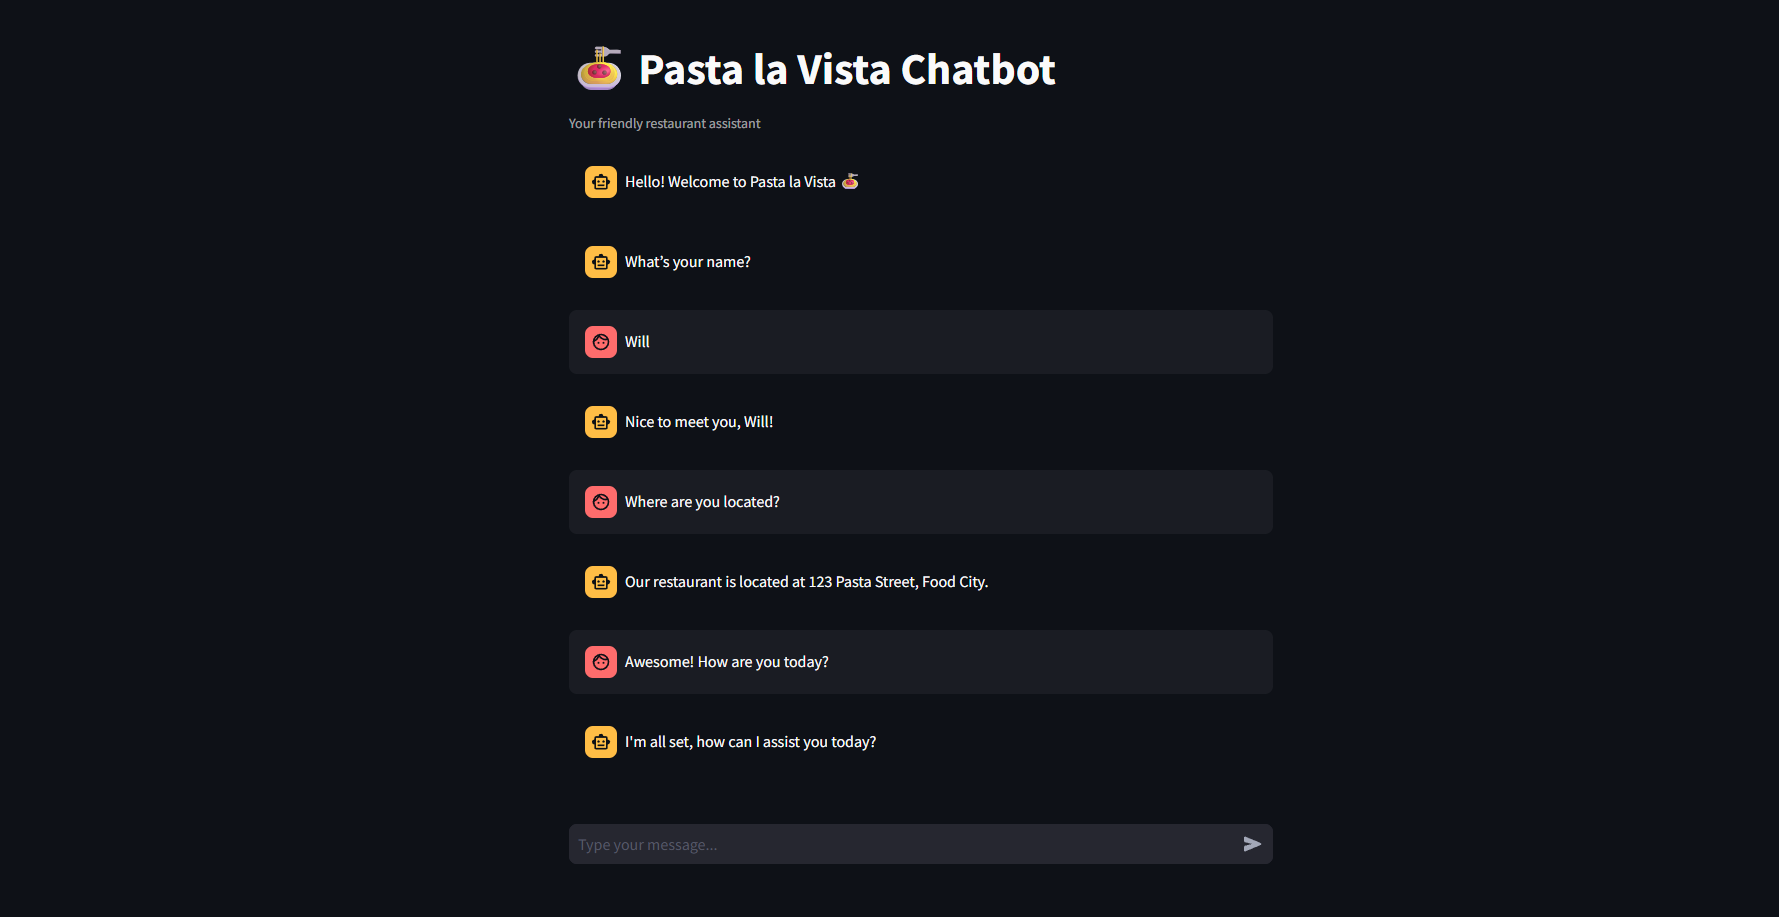 🍝 Pasta la Vista Chatbot
Your friendly restaurant assistant
Hello! Welcome to Pasta la Vista 🍝
What’s your name?
Will
Nice to meet you, Will!
Where are you located?
Our restaurant is located at 123 Pasta Street, Food City.
Awesome! How are you today?
I'm all set, how can I assist you today?
Type your message...